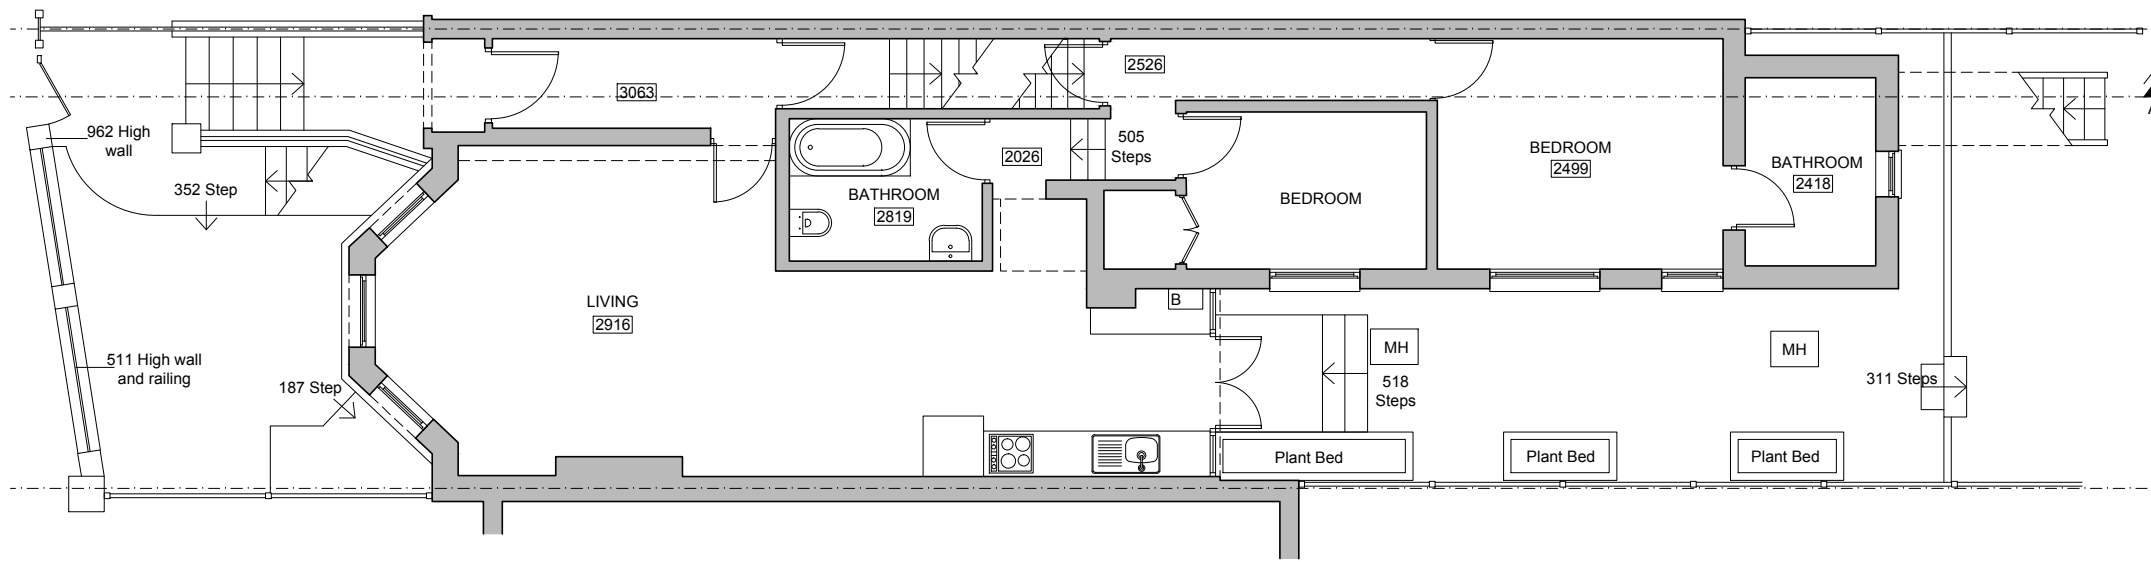 2526
3063
962 High
wall
505
Steps
2026
BEDROOM
2499
BATHROOM
2418
352 Step
BATHROOM
2819
BEDROOM
LIVING
2916
B
MH
MH
511 High wall
and railing
187 Step
518
Steps
311 Steps
Plant Bed
Plant Bed
Plant Bed